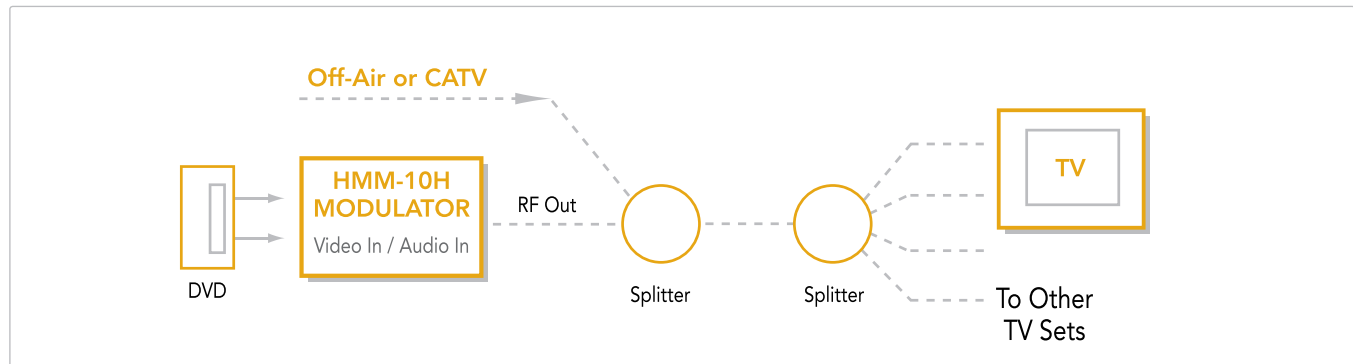 Off-Air or CATV
HMM-10H
MODULATOR
Video In / Audio In
DVD
RF Out
Splitter
Splitter
TV
To Other
TV Sets